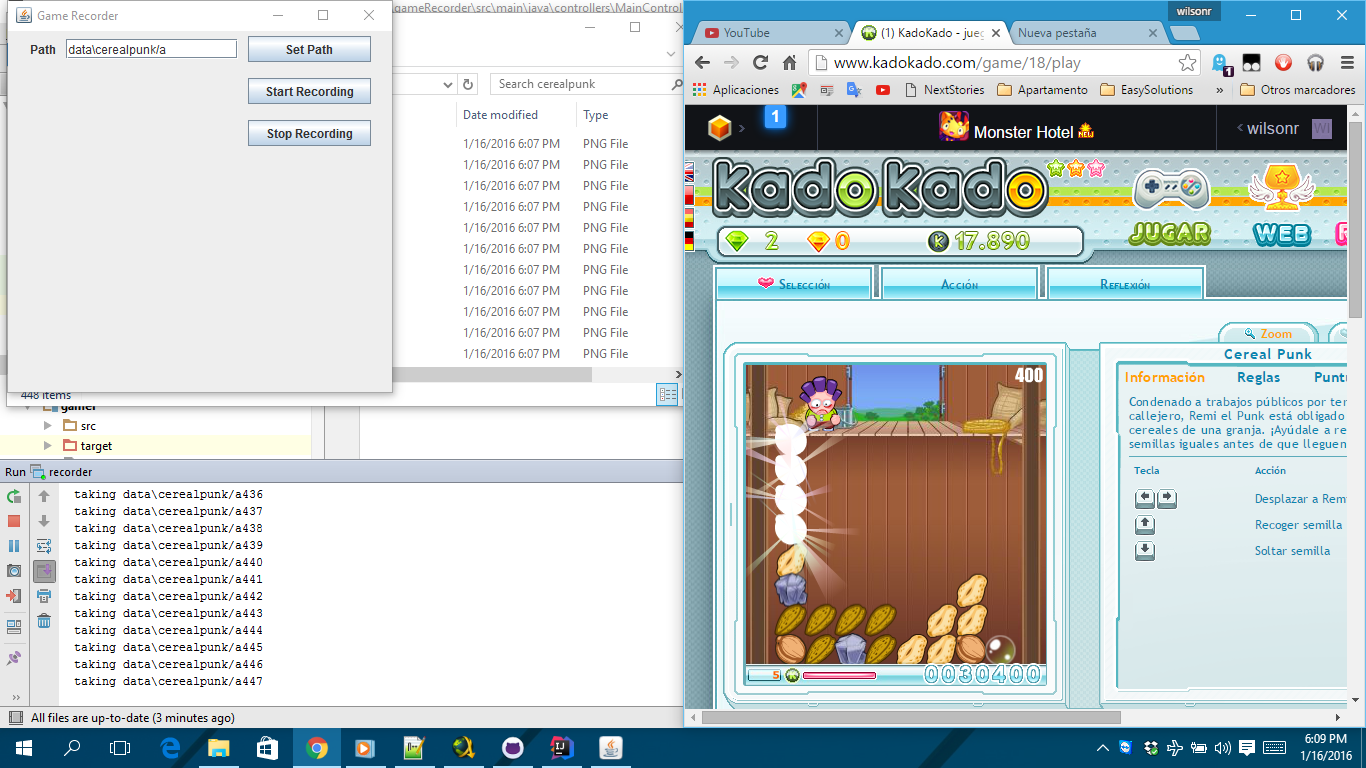 Game Recorder
Path
data\cerealpunk/a
Set Path
Start Recording
Stop Recording
gameRecorder\src\main\java\controllers\MainControl
Search cerealpunk
Date modified
Type
1/16/2016 6:07 PM PNG File
1/16/2016 6:07 PM PNG File
1/16/2016 6:07 PM PNG File
1/16/2016 6:07 PM PNG File
1/16/2016 6:07 PM PNG File
1/16/2016 6:07 PM PNG File
1/16/2016 6:07 PM PNG File
1/16/2016 6:07 PM PNG File
1/16/2016 6:07 PM PNG File
1/16/2016 6:07 PM PNG File
1/16/2016 6:07 PM PNG File
448 items
gamer
src
target
Run recorder
taking data\cerealpunk/a436
taking data\cerealpunk/a437
taking data\cerealpunk/a438
taking data\cerealpunk/a439
taking data\cerealpunk/a440
taking data\cerealpunk/a441
taking data\cerealpunk/a442
taking data\cerealpunk/a443
taking data\cerealpunk/a444
taking data\cerealpunk/a445
taking data\cerealpunk/a446
taking data\cerealpunk/a447
All files are up-to-date (3 minutes ago)
wilsonr
YouTube
KadoKado - jueg
Nueva pestaña
www.kadokado.com/game/18/play
1
Aplicaciones
NextStories
Apartamento
EasySolutions
»
Otros marcadores
1
Monster Hotel NEW
wilsonr
WI
KadoKado
2
0
K 17.890
JUGAR
WEB
Selección
Acción
Reflexión
Zoom
Cereal Punk
Información
Reglas
Puntu
Condenado a trabajos públicos por ter
callejero, Remi el Punk está obligado
cereales de una granja. ¡Ayúdale a re
semillas iguales antes de que lleguen
Tecla
Acción
Desplazar a Rem
Recoger semilla
Soltar semilla
400
5
0030400
6:09 PM
1/16/2016